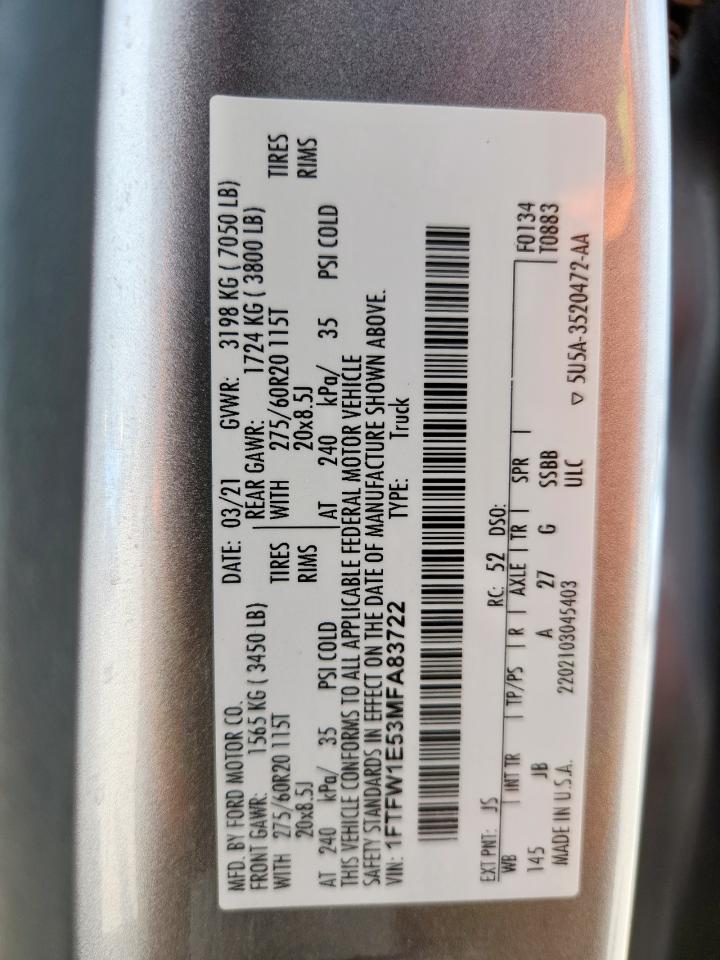 MFD. BY FORD MOTOR CO. DATE: 03/21 GVWR: 3198 KG ( 7050 LB)
FRONT GAWR: 1565 KG ( 3450 LB) REAR GAWR: 1724 KG ( 3800 LB)
WITH 275/60R20 115T TIRES WITH 275/60R20 115T TIRES
20x8.5J RIMS 20x8.5J RIMS
AT 240 kPa/ 35 PSI COLD AT 240 kPa/ 35 PSI COLD
THIS VEHICLE CONFORMS TO ALL APPLICABLE FEDERAL MOTOR VEHICLE
SAFETY STANDARDS IN EFFECT ON THE DATE OF MANUFACTURE SHOWN ABOVE.
VIN: 1FTFW1E53MFA83722 TYPE: Truck
EXT PNT: JS RC: 52 DSO:
WB INT TR TP/PS R AXLE TR SPR F0134
145 JB A 27 G SSBB T0883
MADE IN U.S.A. 2202103045403 ULC ▽ 5U5A-3520472-AA